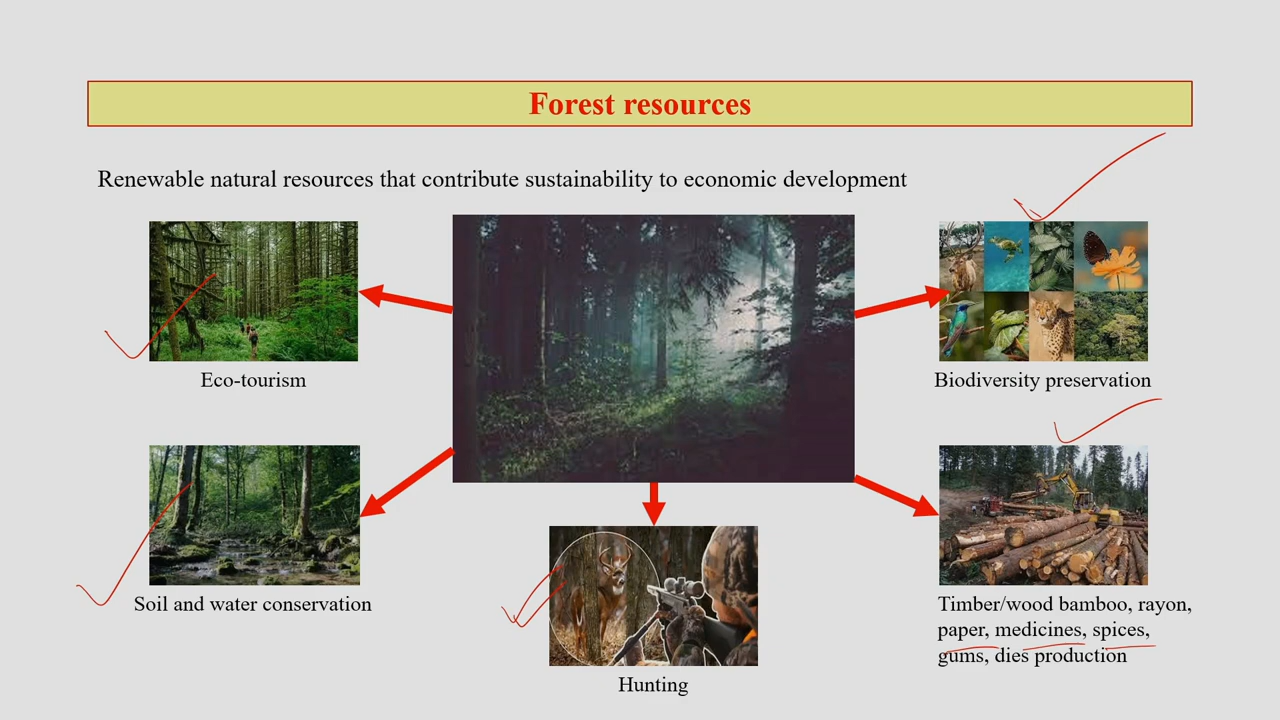 Forest resources
Renewable natural resources that contribute sustainability to economic development
Eco-tourism
Biodiversity preservation
Soil and water conservation
Hunting
Timber/wood bamboo, rayon,
paper, medicines, spices,
gums, dies production